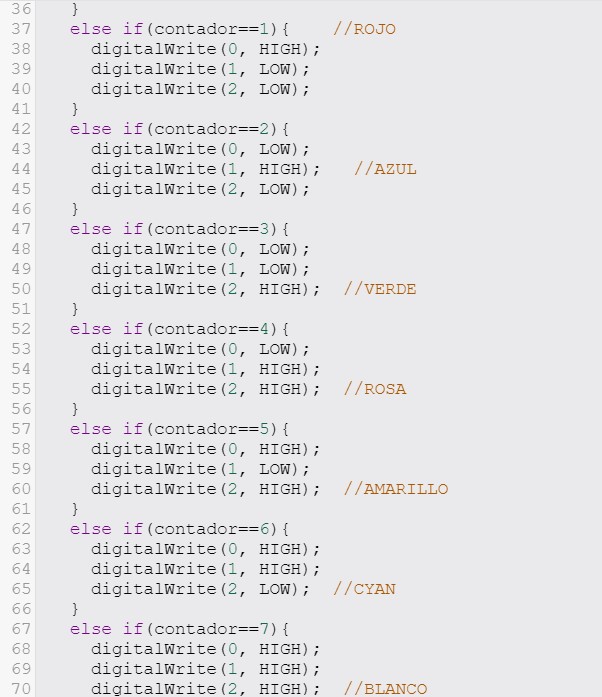 36 }
37 else if(contador==1){ //ROJO
38 digitalWrite(0, HIGH);
39 digitalWrite(1, LOW);
40 digitalWrite(2, LOW);
41 }
42 else if(contador==2){
43 digitalWrite(0, LOW);
44 digitalWrite(1, HIGH); //AZUL
45 digitalWrite(2, LOW);
46 }
47 else if(contador==3){
48 digitalWrite(0, LOW);
49 digitalWrite(1, LOW);
50 digitalWrite(2, HIGH); //VERDE
51 }
52 else if(contador==4){
53 digitalWrite(0, LOW);
54 digitalWrite(1, HIGH);
55 digitalWrite(2, HIGH); //ROSA
56 }
57 else if(contador==5){
58 digitalWrite(0, HIGH);
59 digitalWrite(1, LOW);
60 digitalWrite(2, HIGH); //AMARILLO
61 }
62 else if(contador==6){
63 digitalWrite(0, HIGH);
64 digitalWrite(1, HIGH);
65 digitalWrite(2, LOW); //CYAN
66 }
67 else if(contador==7){
68 digitalWrite(0, HIGH);
69 digitalWrite(1, HIGH);
70 digitalWrite(2, HIGH); //BLANCO